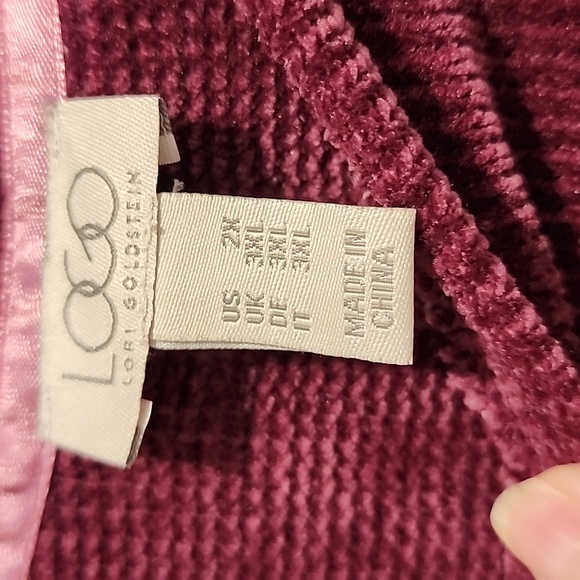 LOGO
LORI GOLDSTEIN
US 2X
UK 3XL
DE 3XL
IT 3XL
MADE IN
CHINA